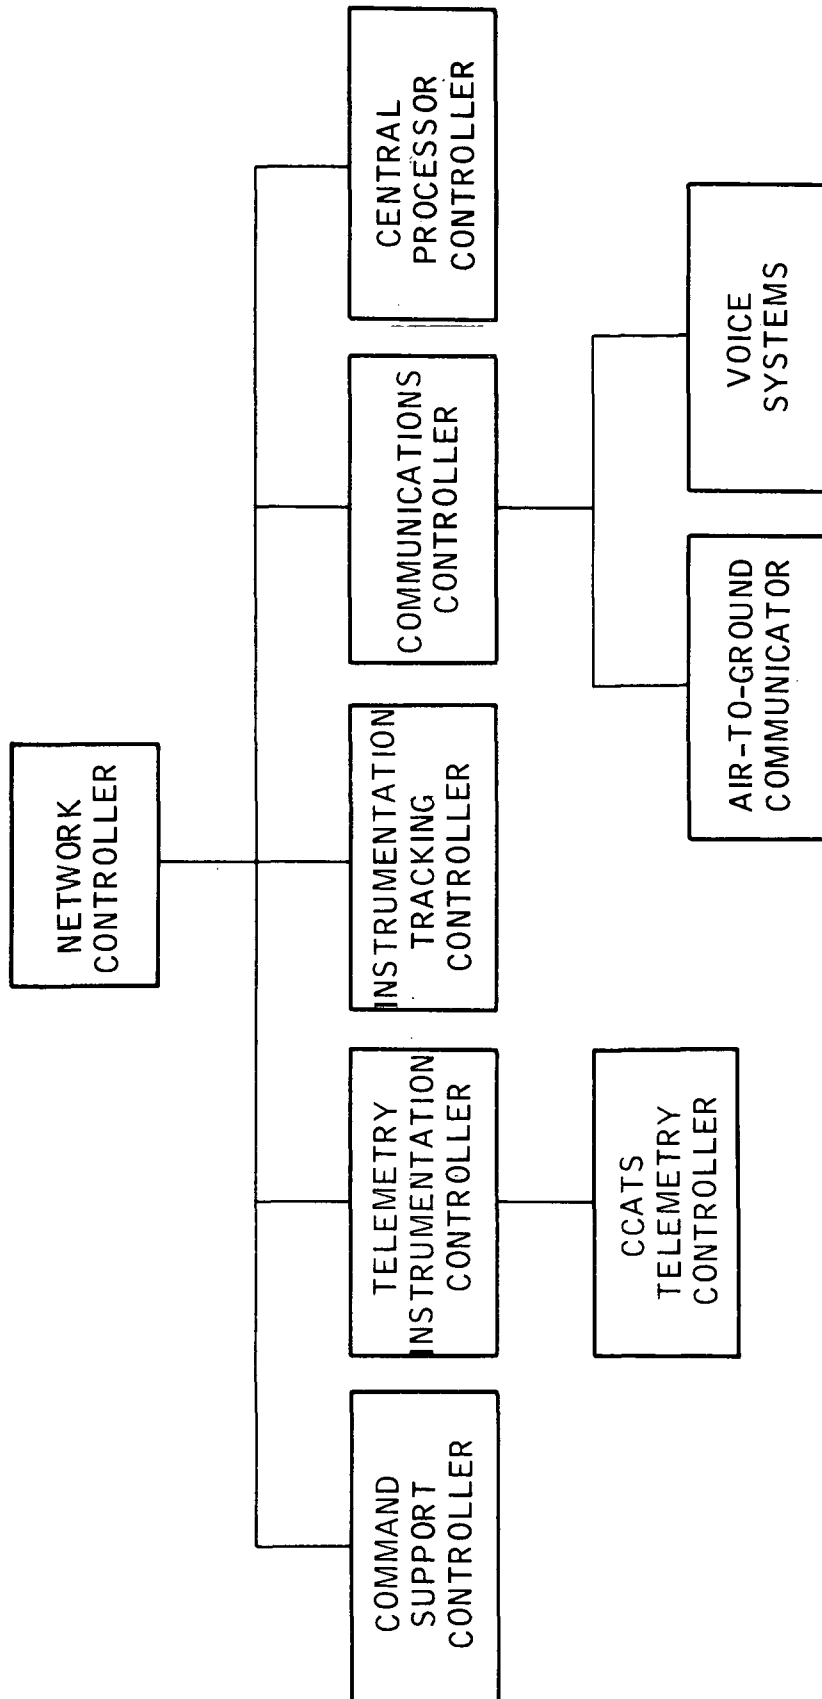 NETWORK
CONTROLLER
COMMAND
SUPPORT
CONTROLLER
TELEMETRY
INSTRUMENTATION
CONTROLLER
INSTRUMENTATION
TRACKING
CONTROLLER
COMMUNICATIONS
CONTROLLER
CENTRAL
PROCESSOR
CONTROLLER
CCATS
TELEMETRY
CONTROLLER
AIR-TO-GROUND
COMMUNICATOR
VOICE
SYSTEMS